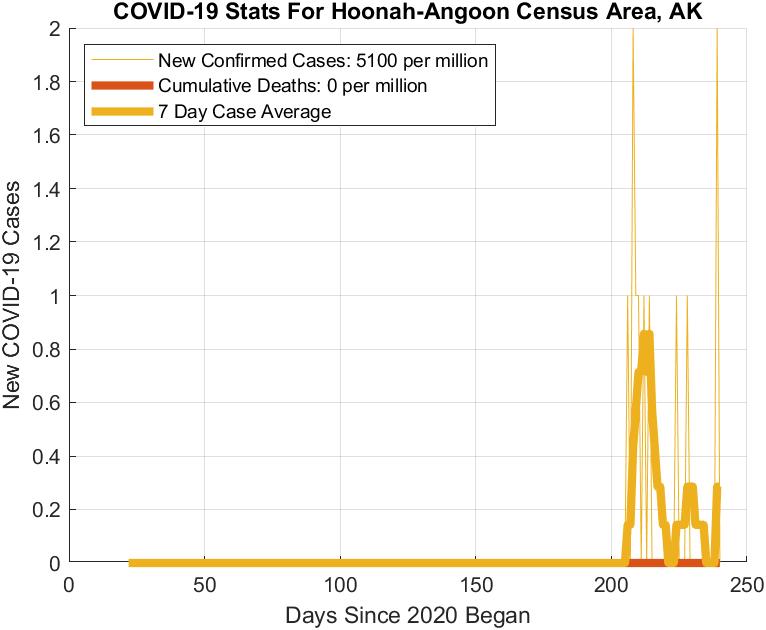 COVID-19 Stats For Hoonah-Angoon Census Area, AK
New Confirmed Cases: 5100 per million
Cumulative Deaths: 0 per million
7 Day Case Average
New COVID-19 Cases
2
1.8
1.6
1.4
1.2
1
0.8
0.6
0.4
0.2
0
0 50 100 150 200 250
Days Since 2020 Began